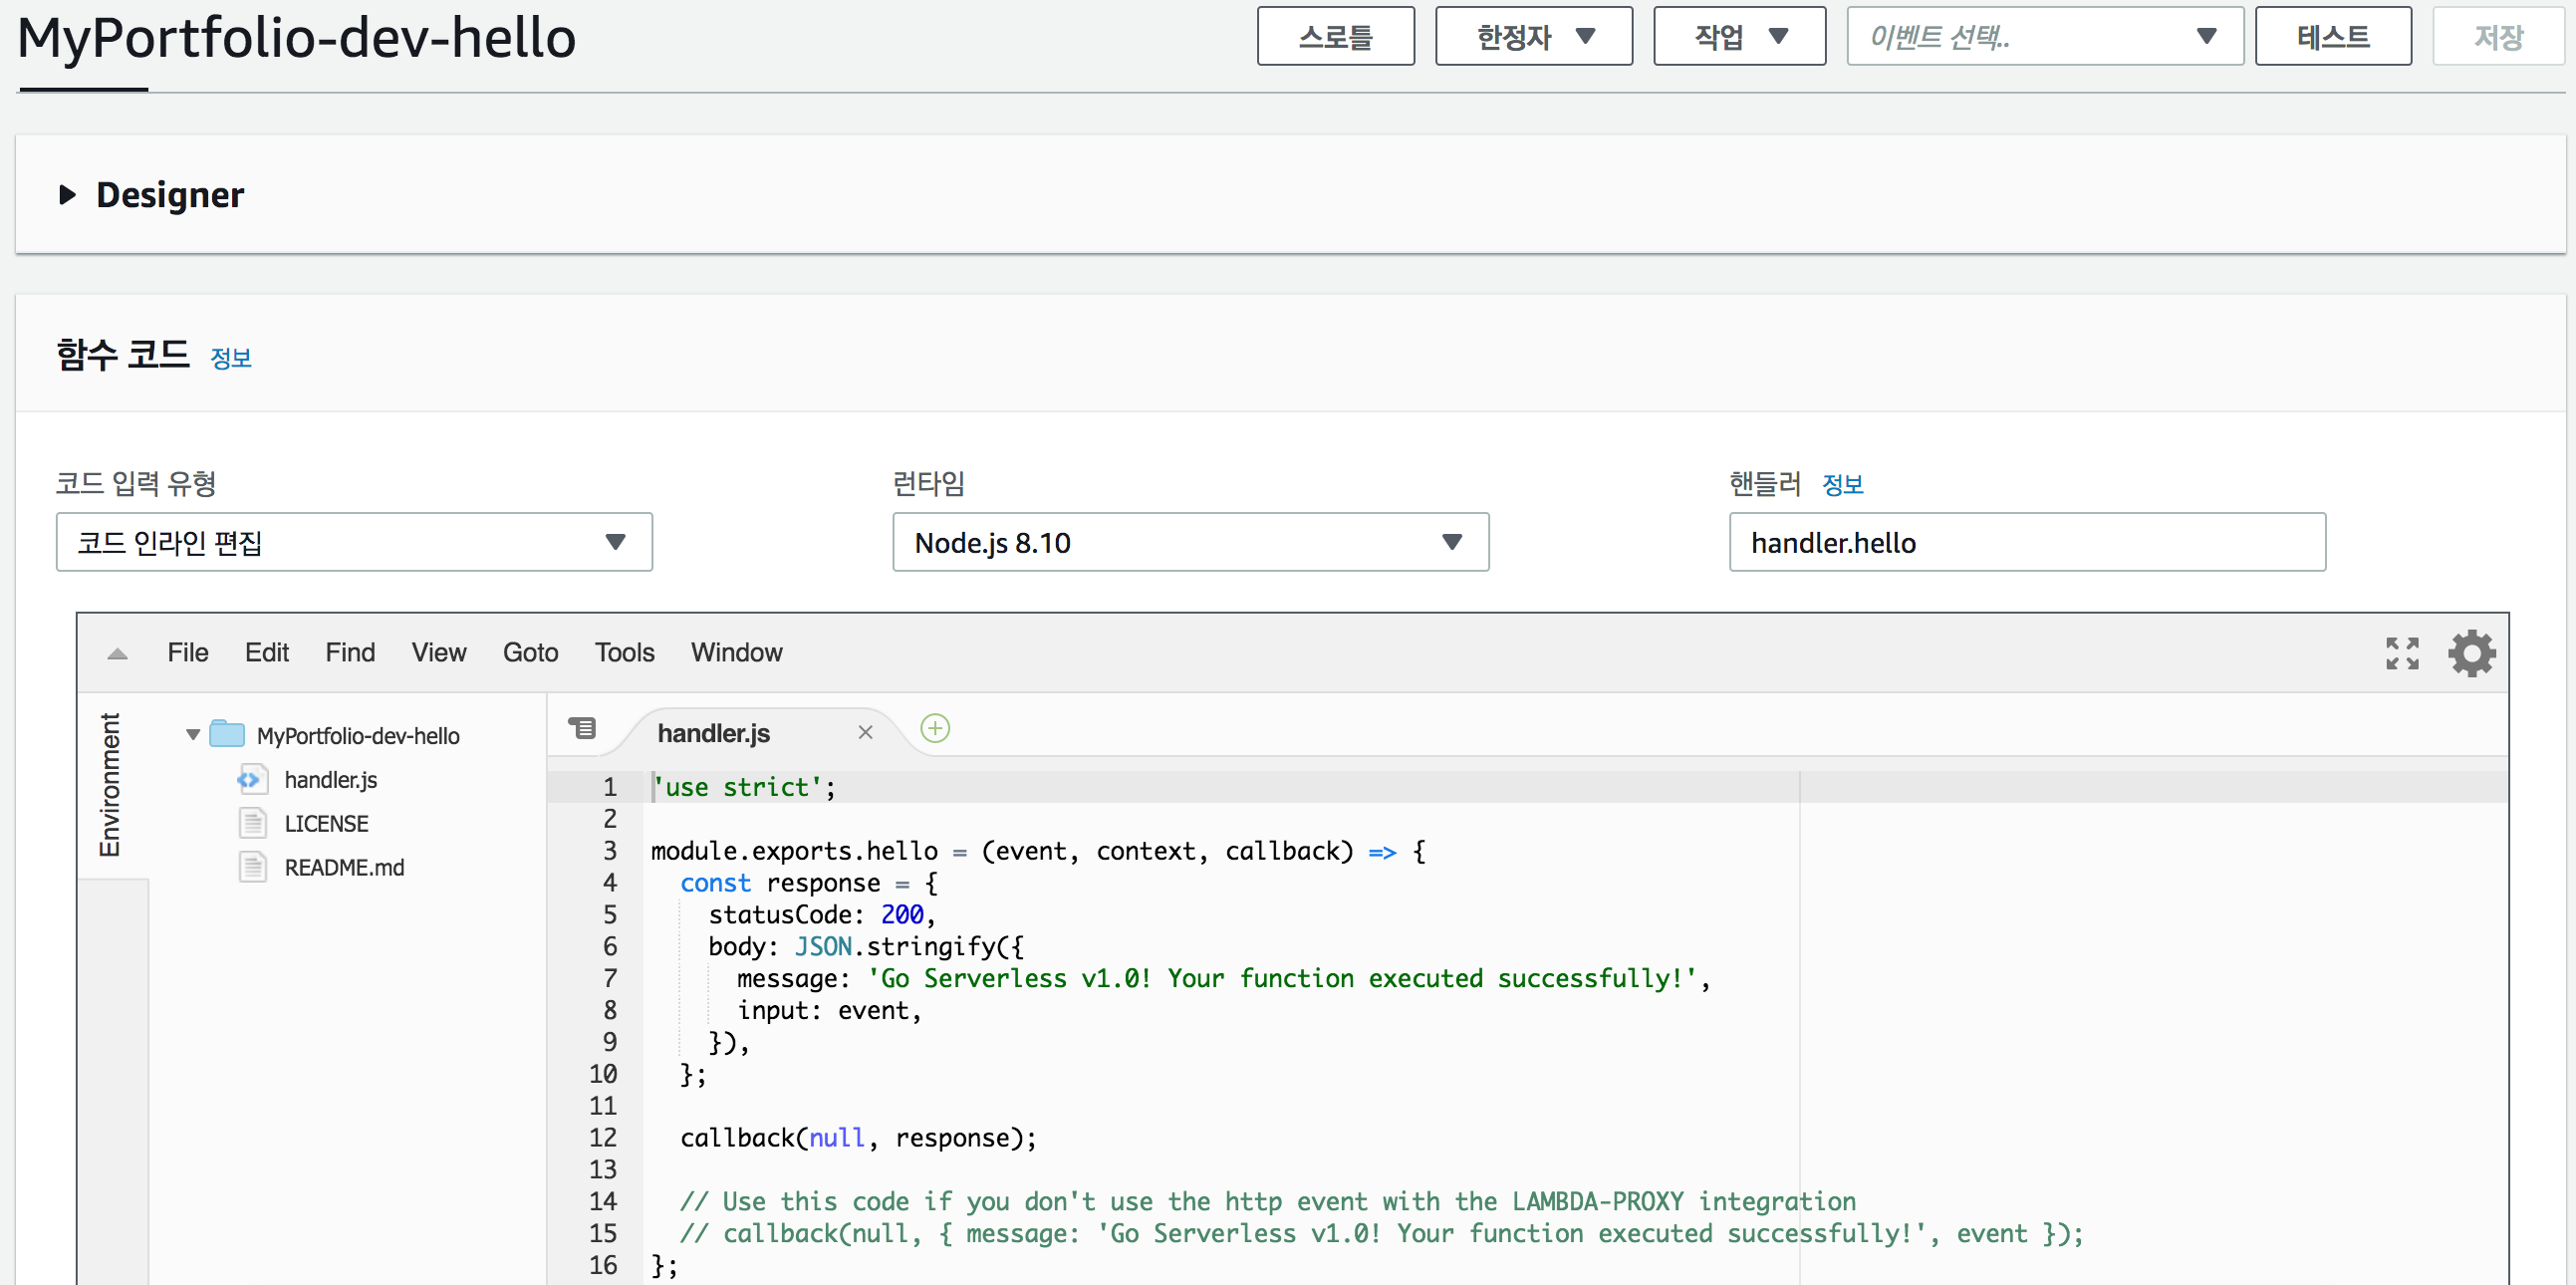 MyPortfolio-dev-hello
스로틀 한정자 작업 이벤트 선택.. 테스트 저장
Designer
함수 코드 정보
코드 입력 유형 런타임 핸들러 정보
코드 인라인 편집 Node.js 8.10 handler.hello
File Edit Find View Goto Tools Window
Environment
MyPortfolio-dev-hello
handler.js
LICENSE
README.md
handler.js
1 'use strict';
2
3 module.exports.hello = (event, context, callback) => {
4 const response = {
5 statusCode: 200,
6 body: JSON.stringify({
7 message: 'Go Serverless v1.0! Your function executed successfully!',
8 input: event,
9 }),
10 };
11
12 callback(null, response);
13
14 // Use this code if you don't use the http event with the LAMBDA-PROXY integration
15 // callback(null, { message: 'Go Serverless v1.0! Your function executed successfully!', event });
16 };